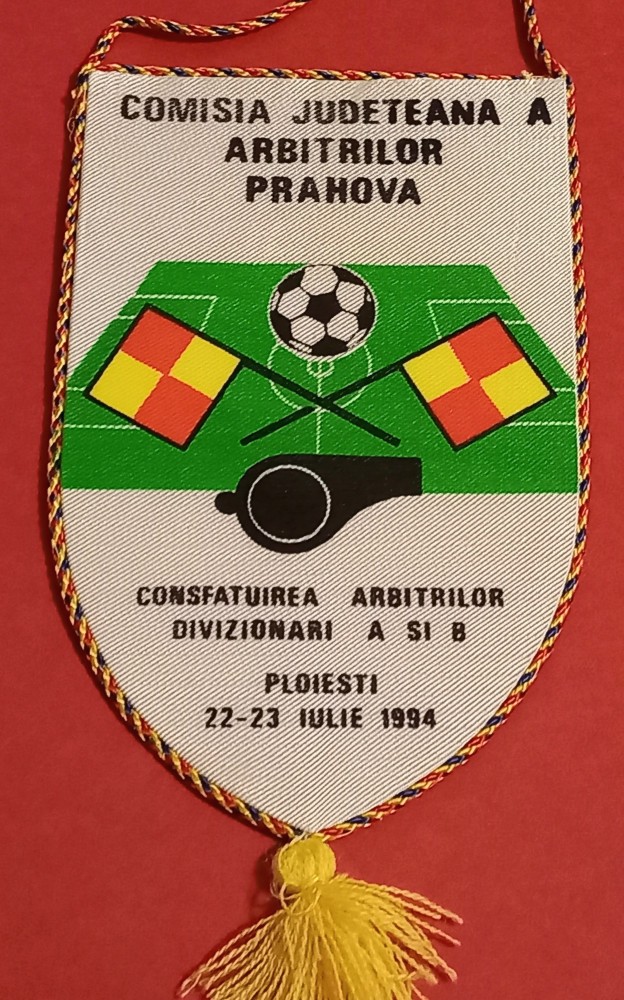 COMISIA JUDETEANA A
ARBITRILOR
PRAHOVA
CONSFATUIREA ARBITRILOR
DIVIZIONARI A SI B
PLOIESTI
22-23 IULIE 1994